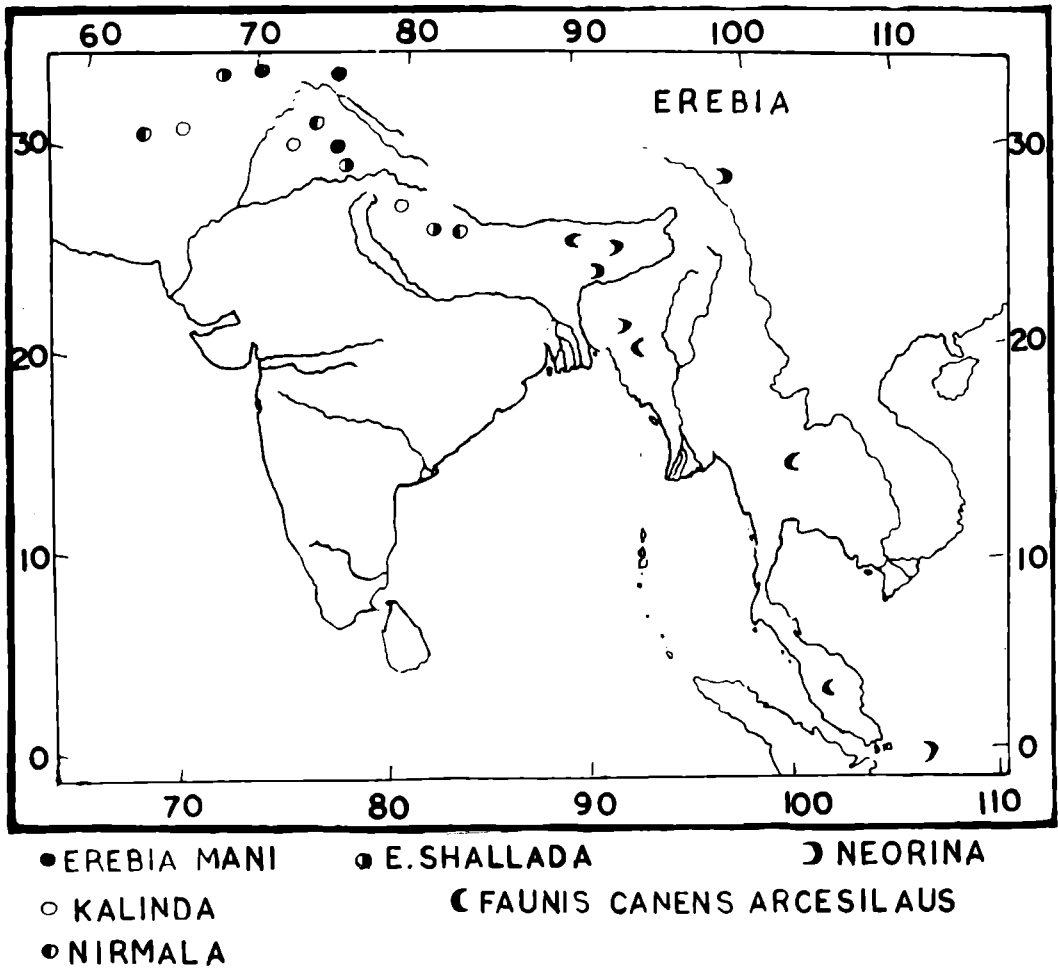 60 70 80 90 100 110
EREBIA
30 30
20 20
10 10
0 0
70 80 90 100 110
EREBIA MANI E.SHALLADA NEORINA
KALINDA FAUNIS CANENS ARCESILAUS
NIRMALA